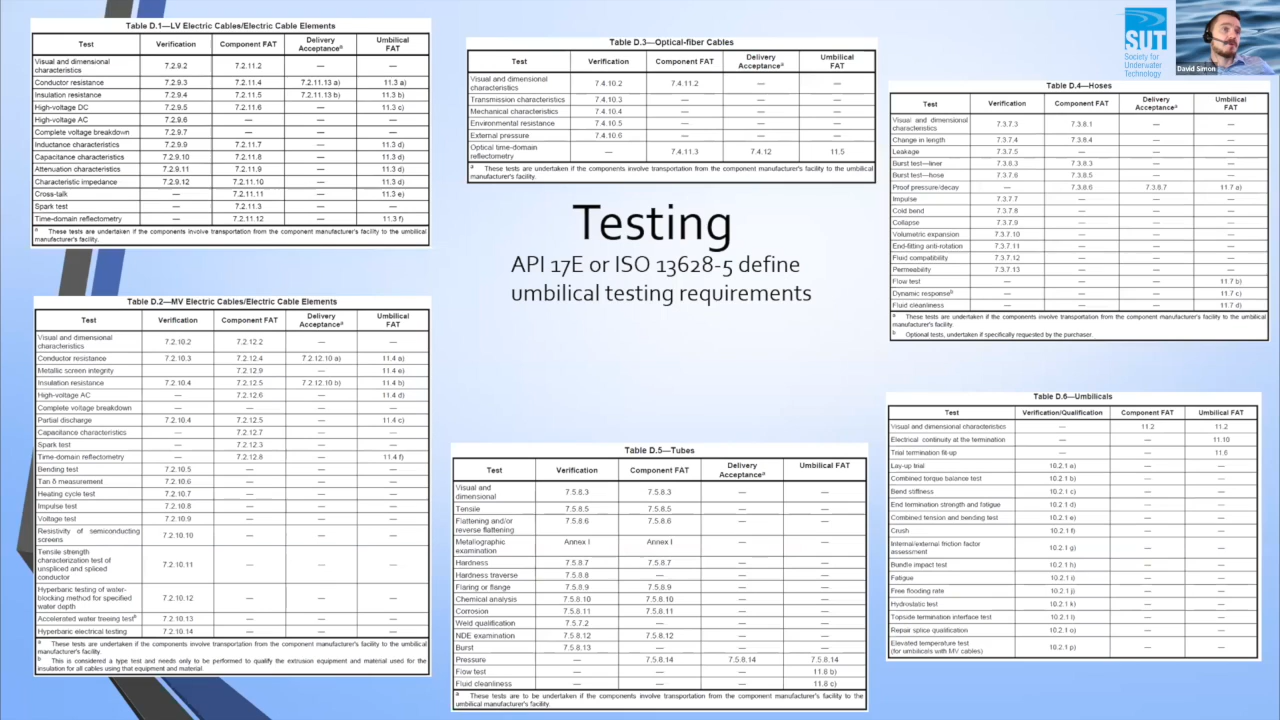 Table D.1—LV Electric Cables/Electric Cable Elements
Test Verification Component FAT Delivery Acceptanceᵃ Umbilical FAT
Visual and dimensional characteristics 7.2.9.2 7.2.11.2 — —
Conductor resistance 7.2.9.3 7.2.11.4 7.2.11.13 a) 11.3 a)
Insulation resistance 7.2.9.4 7.2.11.5 7.2.11.13 b) 11.3 b)
High-voltage DC 7.2.9.5 7.2.11.6 — 11.3 c)
High-voltage AC 7.2.9.6 — — —
Complete voltage breakdown 7.2.9.7 — — —
Inductance characteristics 7.2.9.9 7.2.11.7 — 11.3 d)
Capacitance characteristics 7.2.9.10 7.2.11.8 — 11.3 d)
Attenuation characteristics 7.2.9.11 7.2.11.9 — 11.3 d)
Characteristic impedance 7.2.9.12 7.2.11.10 — 11.3 d)
Cross-talk — 7.2.11.11 — 11.3 e)
Spark test — 7.2.11.3 — —
Time-domain reflectometry — 7.2.11.12 — 11.3 f)
ᵃ These tests are undertaken if the components involve transportation from the component manufacturer's facility to the umbilical
manufacturer's facility.
Table D.2—MV Electric Cables/Electric Cable Elements
Test Verification Component FAT Delivery Acceptanceᵃ Umbilical FAT
Visual and dimensional characteristics 7.2.10.2 7.2.12.2 — —
Conductor resistance 7.2.10.3 7.2.12.4 7.2.12.10 a) 11.4 a)
Metallic screen integrity 7.2.12.9 — 11.4 e)
Insulation resistance 7.2.10.4 7.2.12.5 7.2.12.10 b) 11.4 b)
High-voltage AC — 7.2.12.6 — 11.4 d)
Complete voltage breakdown — — —
Partial discharge 7.2.10.4 7.2.12.5 — 11.4 c)
Capacitance characteristics — 7.2.12.7 — —
Spark test — 7.2.12.3 — —
Time-domain reflectometry — 7.2.12.8 — 11.4 f)
Bending test 7.2.10.5 — — —
Tan δ measurement 7.2.10.6 — — —
Heating cycle test 7.2.10.7 — — —
Impulse test 7.2.10.8 — — —
Voltage test 7.2.10.9 — — —
Resistivity of semiconducting screens 7.2.10.10 — — —
Tensile strength characterization test of unspliced and spliced conductor 7.2.10.11 — — —
Hyperbaric testing of water-blocking method for specified water depth 7.2.10.12 — — —
Accelerated water treeing testᵇ 7.2.10.13 — — —
Hyperbaric electrical testing 7.2.10.14 — — —
ᵃ These tests are undertaken if the components involve transportation from the component manufacturer's facility to the umbilical
manufacturer's facility.
ᵇ This is considered a type test and needs only to be performed to qualify the extrusion equipment and material used for the
insulation for all cables using that equipment and material.
Table D.3—Optical-fiber Cables
Test Verification Component FAT Delivery Acceptanceᵃ Umbilical FAT
Visual and dimensional characteristics 7.4.10.2 7.4.11.2 — —
Transmission characteristics 7.4.10.3 — — —
Mechanical characteristics 7.4.10.4 — — —
Environmental resistance 7.4.10.5 — — —
External pressure 7.4.10.6 — — —
Optical time-domain reflectometry — 7.4.11.3 7.4.12 11.5
ᵃ These tests are undertaken if the components involve transportation from the component manufacturer's facility to the umbilical
manufacturer's facility.
Testing
API 17E or ISO 13628-5 define
umbilical testing requirements
Table D.5—Tubes
Test Verification Component FAT Delivery Acceptanceᵃ Umbilical FAT
Visual and dimensional 7.5.8.3 7.5.8.3 — —
Tensile 7.5.8.5 7.5.8.5 — —
Flattening and/or reverse flattening 7.5.8.6 7.5.8.6 — —
Metallographic examination Annex I Annex I — —
Hardness 7.5.8.7 7.5.8.7 — —
Hardness traverse 7.5.8.8 — — —
Flaring or flange 7.5.8.9 7.5.8.9 — —
Chemical analysis 7.5.8.10 7.5.8.10 — —
Corrosion 7.5.8.11 7.5.8.11 — —
Weld qualification 7.5.7.2 — — —
NDE examination 7.5.8.12 7.5.8.12 — —
Burst 7.5.8.13 — — —
Pressure 7.5.8.14 7.5.8.14 7.5.8.14
Flow test — — — 11.8 b)
Fluid cleanliness — — — 11.8 c)
ᵃ These tests are to be undertaken if the components involve transportation from the component manufacturer's facility to the
umbilical manufacturer's facility.
SUT
Society for
Underwater
Technology
David Simon
Table D.4—Hoses
Test Verification Component FAT Delivery Acceptanceᵃ Umbilical FAT
Visual and dimensional characteristics 7.3.7.3 7.3.8.1 — —
Change in length 7.3.7.4 7.3.8.4 — —
Leakage 7.3.7.5 — — —
Burst test—liner 7.3.8.3 7.3.8.3 — —
Burst test—hose 7.3.7.6 7.3.8.5 — —
Proof pressure/decay — 7.3.8.6 7.3.8.7 11.7 a)
Impulse 7.3.7.7 — — —
Cold bend 7.3.7.8 — — —
Collapse 7.3.7.9 — — —
Volumetric expansion 7.3.7.10 — — —
End-fitting anti-rotation 7.3.7.11 — — —
Fluid compatibility 7.3.7.12 — — —
Permeability 7.3.7.13 — — —
Flow test — — — 11.7 b)
Dynamic responseᵇ — — — 11.7 c)
Fluid cleanliness — — — 11.7 d)
ᵃ These tests are undertaken if the components involve transportation from the component manufacturer's facility to the umbilical
manufacturer's facility.
ᵇ Optional tests, undertaken if specifically requested by the purchaser.
Table D.6—Umbilicals
Test Verification/Qualification Component FAT Umbilical FAT
Visual and dimensional characteristics — 11.2 11.2
Electrical continuity at the termination — — 11.10
Trial termination fit-up — — 11.6
Lay-up trial 10.2.1 a) — —
Combined torque balance test 10.2.1 b) — —
Bend stiffness 10.2.1 c) — —
End termination strength and fatigue 10.2.1 d) — —
Combined tension and bending test 10.2.1 e) — —
Crush 10.2.1 f) — —
Internal/external friction factor assessment 10.2.1 g) — —
Bundle impact test 10.2.1 h) — —
Fatigue 10.2.1 i) — —
Free flooding rate 10.2.1 j) — —
Hydrostatic test 10.2.1 k) — —
Topside termination interface test 10.2.1 l) — —
Repair splice qualification 10.2.1 o) — —
Elevated temperature test (for umbilicals with MV cables) 10.2.1 p) — —